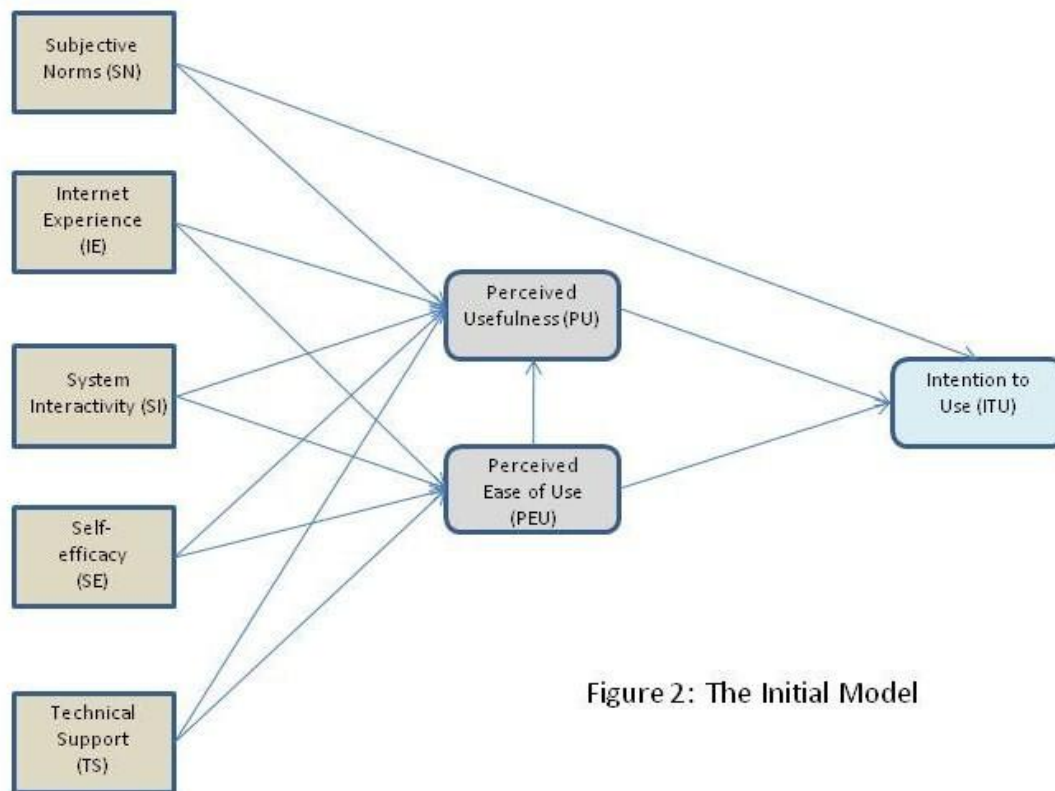 Subjective
Norms (SN)
Internet
Experience
(IE)
System
Interactivity (SI)
Self-
efficacy
(SE)
Technical
Support
(TS)
Perceived
Usefulness (PU)
Perceived
Ease of Use
(PEU)
Intention to
Use (ITU)
Figure 2: The Initial Model